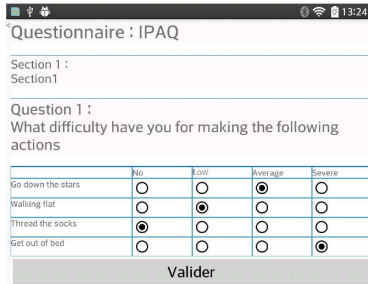 13:24
Questionnaire : IPAQ
Section 1 :
Section1
Question 1 :
What difficulty have you for making the following
actions
No Low Average Severe
Go down the stars
Walking flat
Thread the socks
Get out of bed
Valider